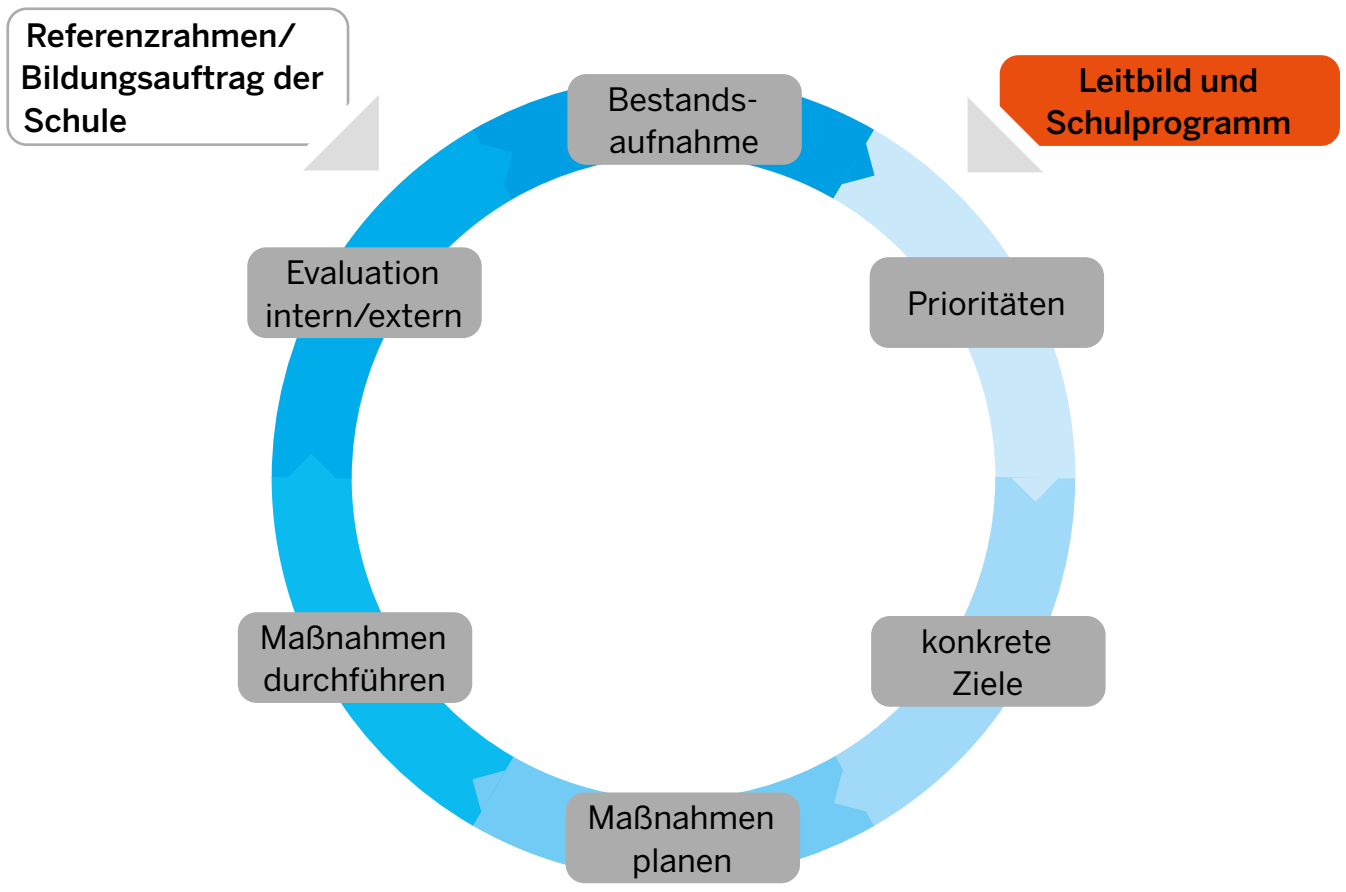 Referenzrahmen/
Bildungsauftrag der
Schule
Leitbild und
Schulprogramm
Bestands-
aufnahme
Prioritäten
konkrete
Ziele
Maßnahmen
planen
Maßnahmen
durchführen
Evaluation
intern/extern